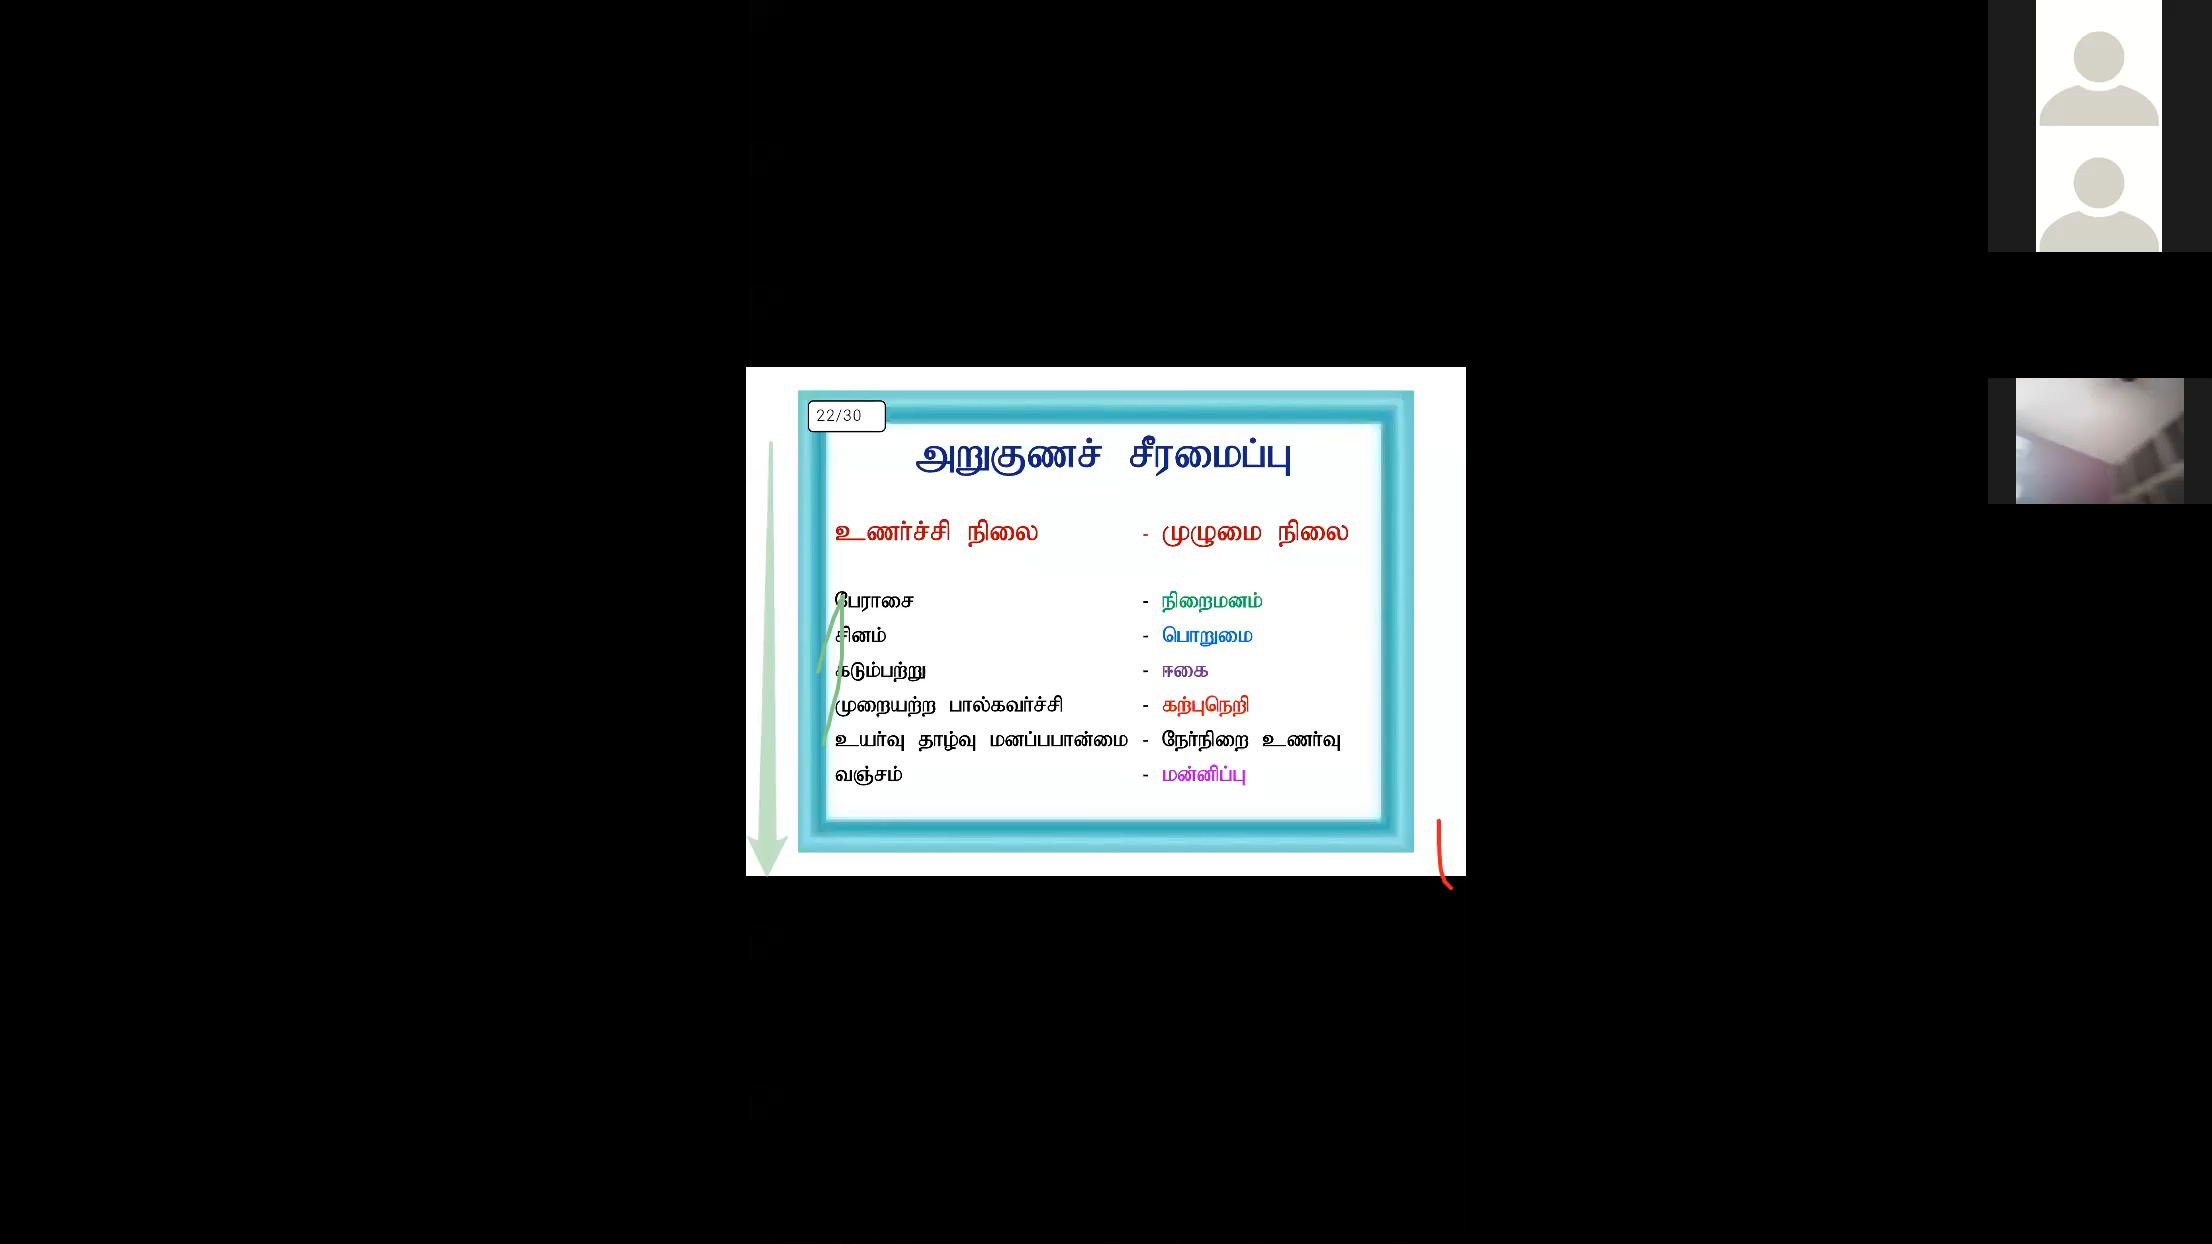 22/30
அறுகுணச் சீரமைப்பு
உணர்ச்சி நிலை - முழுமை நிலை
பேராசை - நிறைமனம்
சினம் - பொறுமை
கடும்பற்று - ஈகை
முறையற்ற பால்கவர்ச்சி - கற்புநெறி
உயர்வு தாழ்வு மனப்பபான்மை - நேர்நிறை உணர்வு
வஞ்சம் - மன்னிப்பு